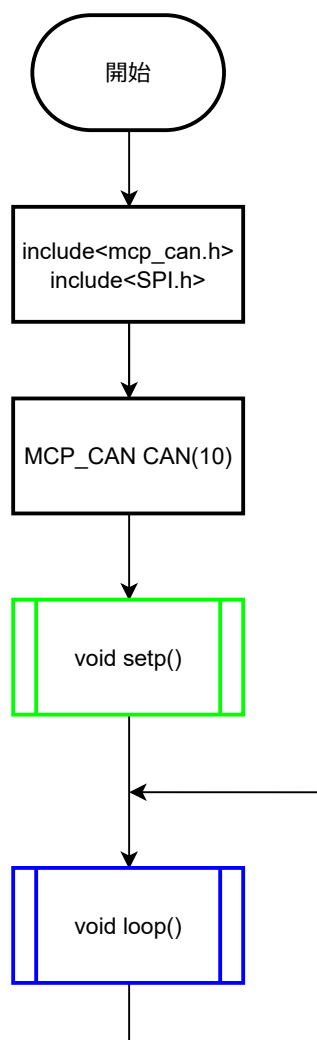 開始
include<mcp_can.h>
include<SPI.h>
MCP_CAN CAN(10)
void setp()
void loop()